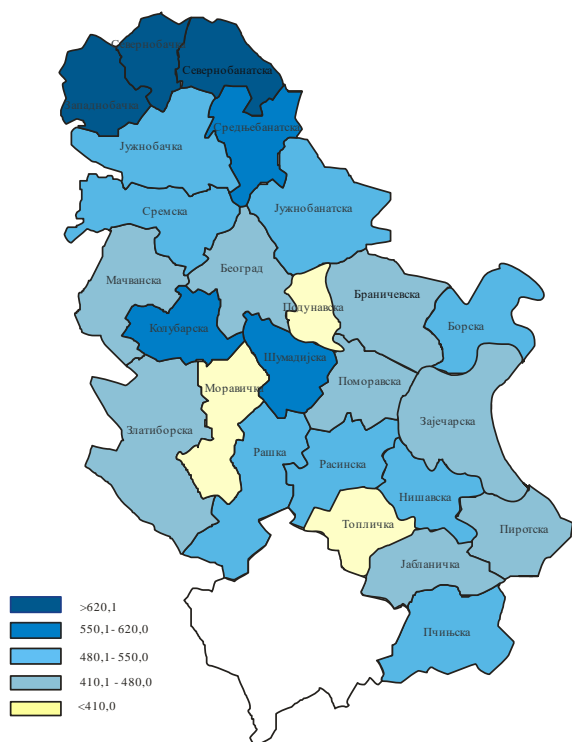 Севернобачка
Севернобанатска
Западнобачка
Средњебанатска
Јужнобачка
Јужнобанатска
Сремска
Београд
Мачванска
Браничевска
Подунавска
Борска
Колубарска
Шумадијска
Поморавска
Моравичка
Зајечарска
Златиборска
Рашка
Расинска
Нишавска
Топличка
Пиротска
Јабланичка
Пчињска
>620,1
550,1- 620,0
480,1- 550,0
410,1 - 480,0
<410,0